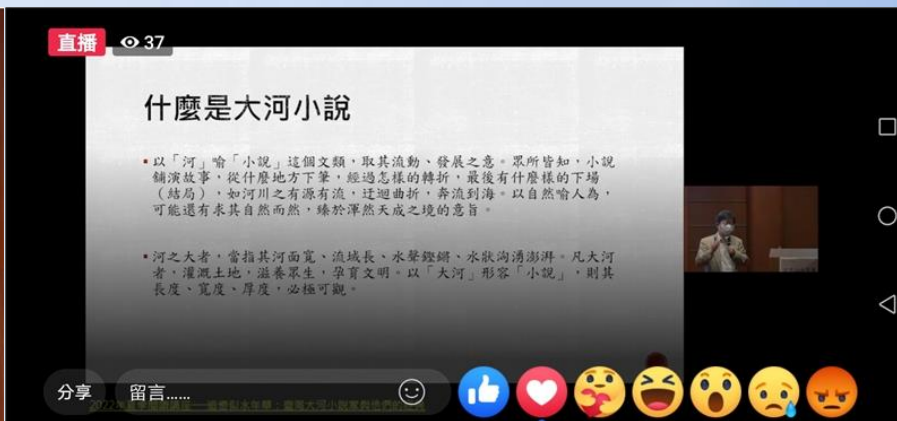 直播 37
什麼是大河小說
▪以「河」喻「小說」這個文類，取其流動、發展之意。眾所皆知，小說
鋪演故事，從什麼地方下筆，經過怎樣的轉折，最後有什麼樣的下場
（結局），如河川之有源有流，迂迴曲折，奔流到海。以自然喻人為，
可能還有求其自然而然，臻於渾然天成之境的意旨。
▪河之大者，當指其河面寬、流域長、水聲鏗鏘、水狀洶湧澎湃。凡大河
者，灌溉土地，滋養眾生，孕育文明。以「大河」形容「小說」，則其
長度、寬度、厚度，必極可觀。
分享 留言......